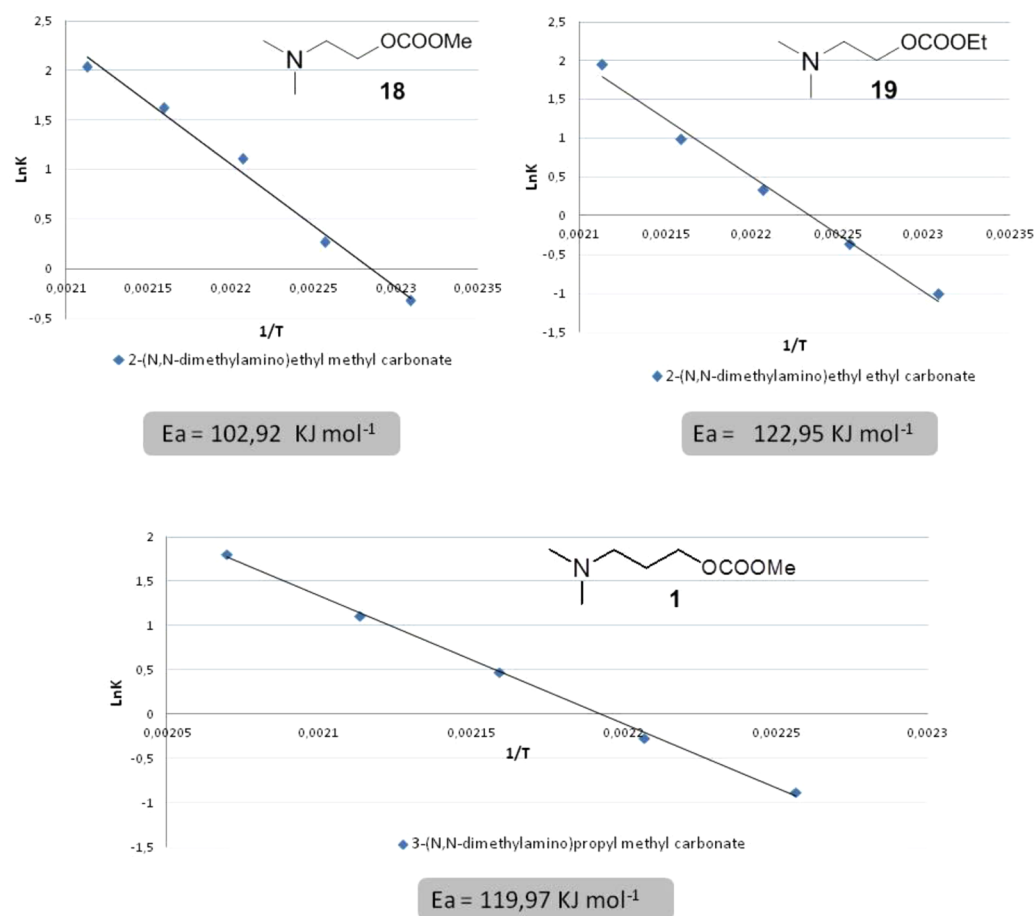 2,5
2
1,5
1
0,5
0
-0,5
LnK
0,0021
0,00215
0,0022
0,00225
0,0023
0,00235
1/T
N
OCOOMe
18
2-(N,N-dimethylamino)ethyl methyl carbonate
Ea = 102,92 KJ mol-1
2,5
2
1,5
1
0,5
0
-0,5
-1
-1,5
LnK
0,0021
0,00215
0,0022
0,00225
0,0023
0,00235
1/T
N
OCOOEt
19
2-(N,N-dimethylamino)ethyl ethyl carbonate
Ea = 122,95 KJ mol-1
2
1,5
1
0,5
0
-0,5
-1
-1,5
LnK
0,00205
0,0021
0,00215
0,0022
0,00225
0,0023
1/T
N
OCOOMe
1
3-(N,N-dimethylamino)propyl methyl carbonate
Ea = 119,97 KJ mol-1